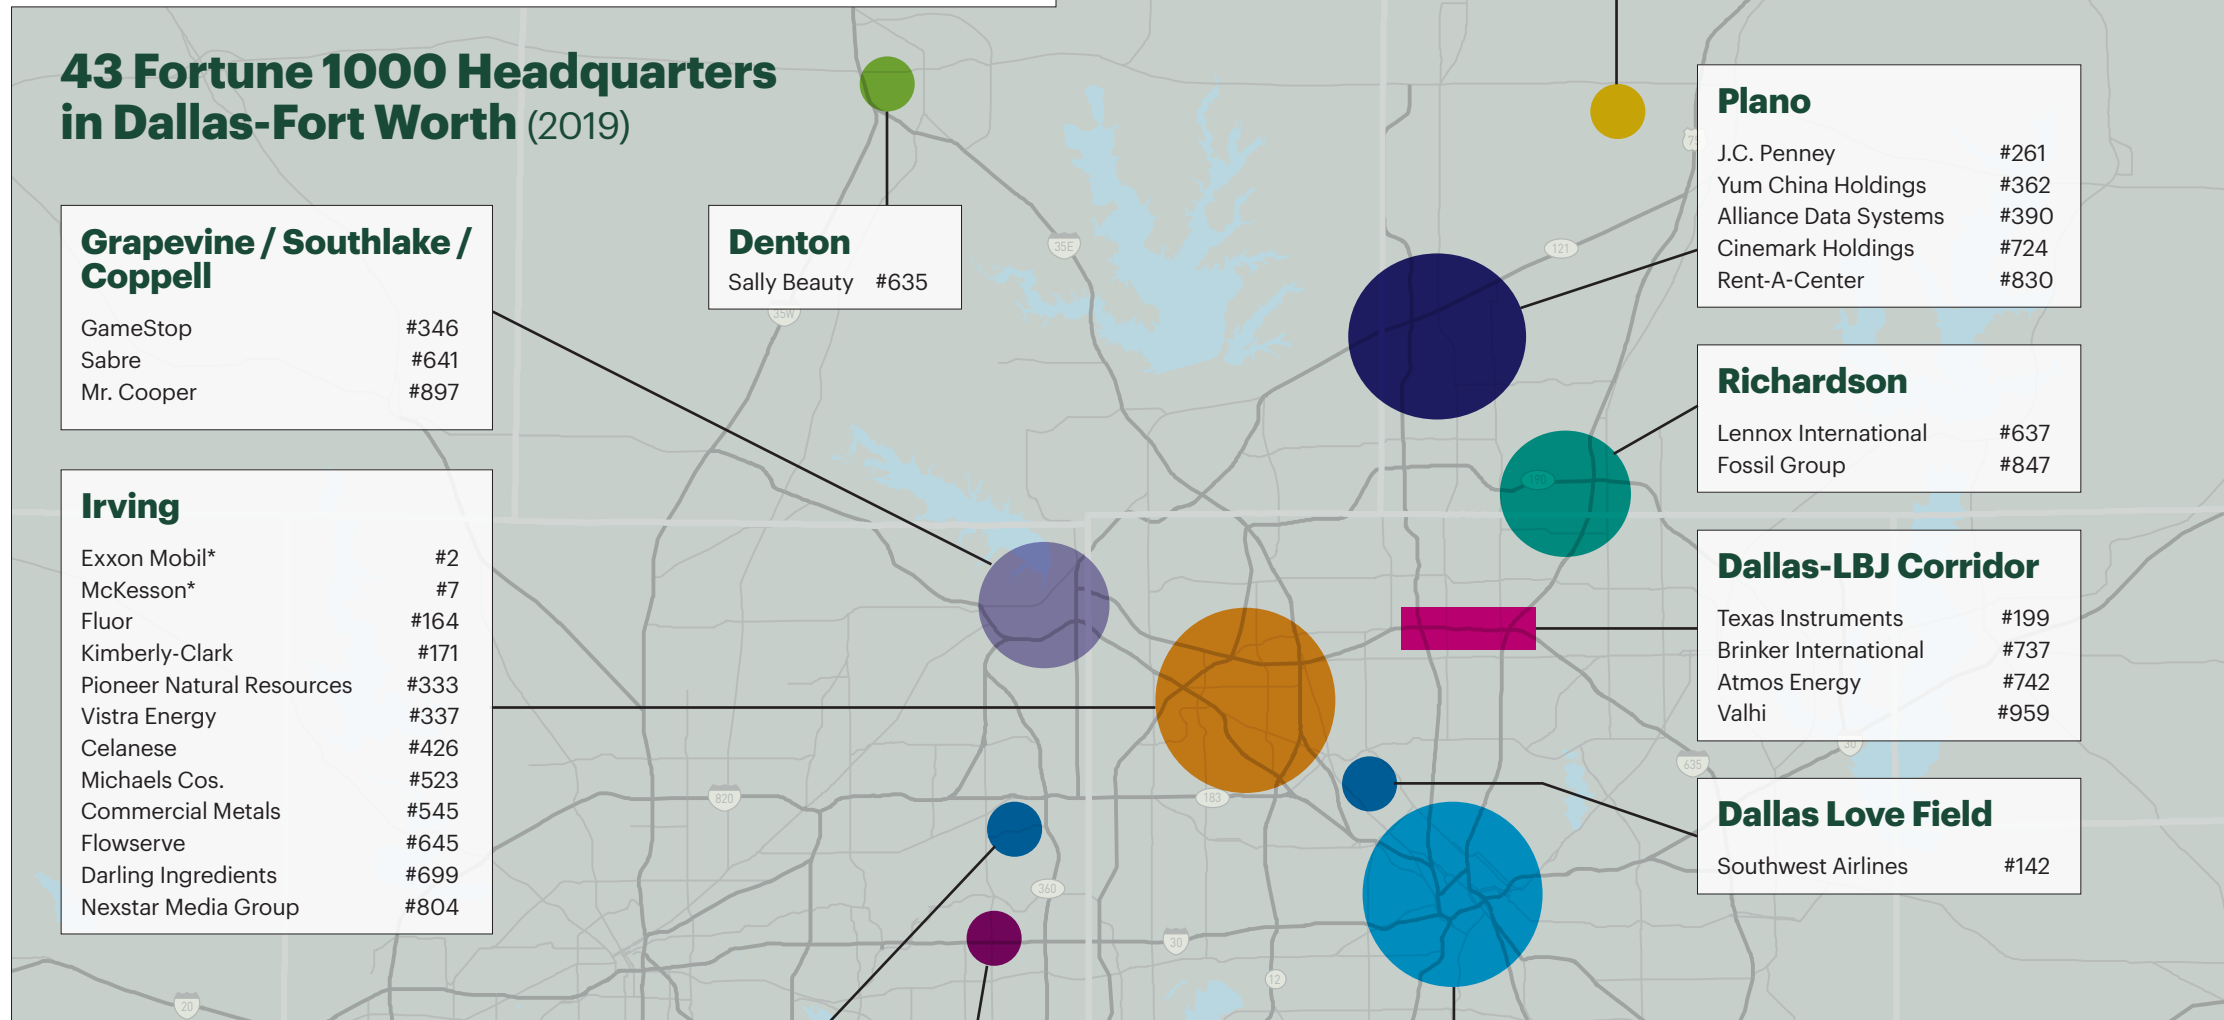 43 Fortune 1000 Headquarters
in Dallas-Fort Worth (2019)
Grapevine / Southlake /
Coppell
GameStop #346
Sabre #641
Mr. Cooper #897
Irving
Exxon Mobil* #2
McKesson* #7
Fluor #164
Kimberly-Clark #171
Pioneer Natural Resources #333
Vistra Energy #337
Celanese #426
Michaels Cos. #523
Commercial Metals #545
Flowserve #645
Darling Ingredients #699
Nexstar Media Group #804
Denton
Sally Beauty #635
Plano
J.C. Penney #261
Yum China Holdings #362
Alliance Data Systems #390
Cinemark Holdings #724
Rent-A-Center #830
Richardson
Lennox International #637
Fossil Group #847
Dallas-LBJ Corridor
Texas Instruments #199
Brinker International #737
Atmos Energy #742
Valhi #959
Dallas Love Field
Southwest Airlines #142
35E
35W
121
190
820
183
635
30
360
30
12
20